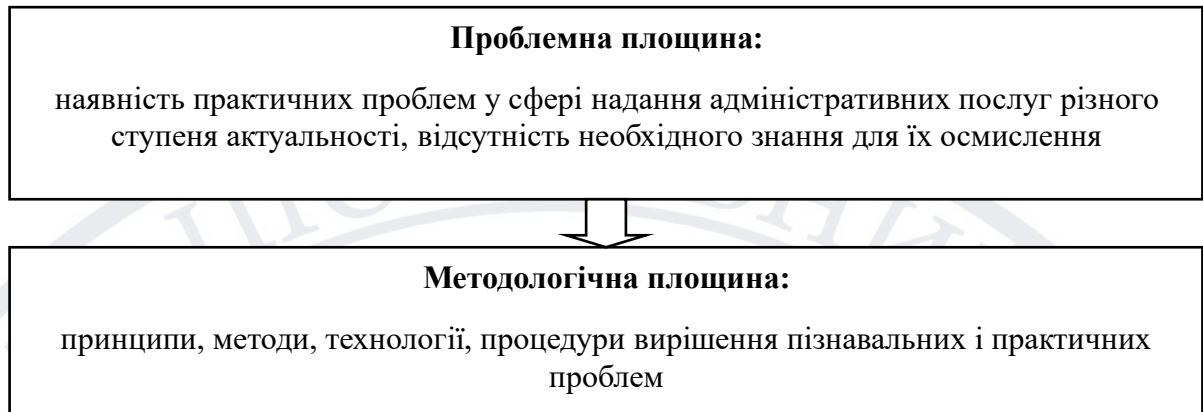 Проблемна площина:
наявність практичних проблем у сфері надання адміністративних послуг різного
ступеня актуальності, відсутність необхідного знання для їх осмислення
Методологічна площина:
принципи, методи, технології, процедури вирішення пізнавальних і практичних
проблем